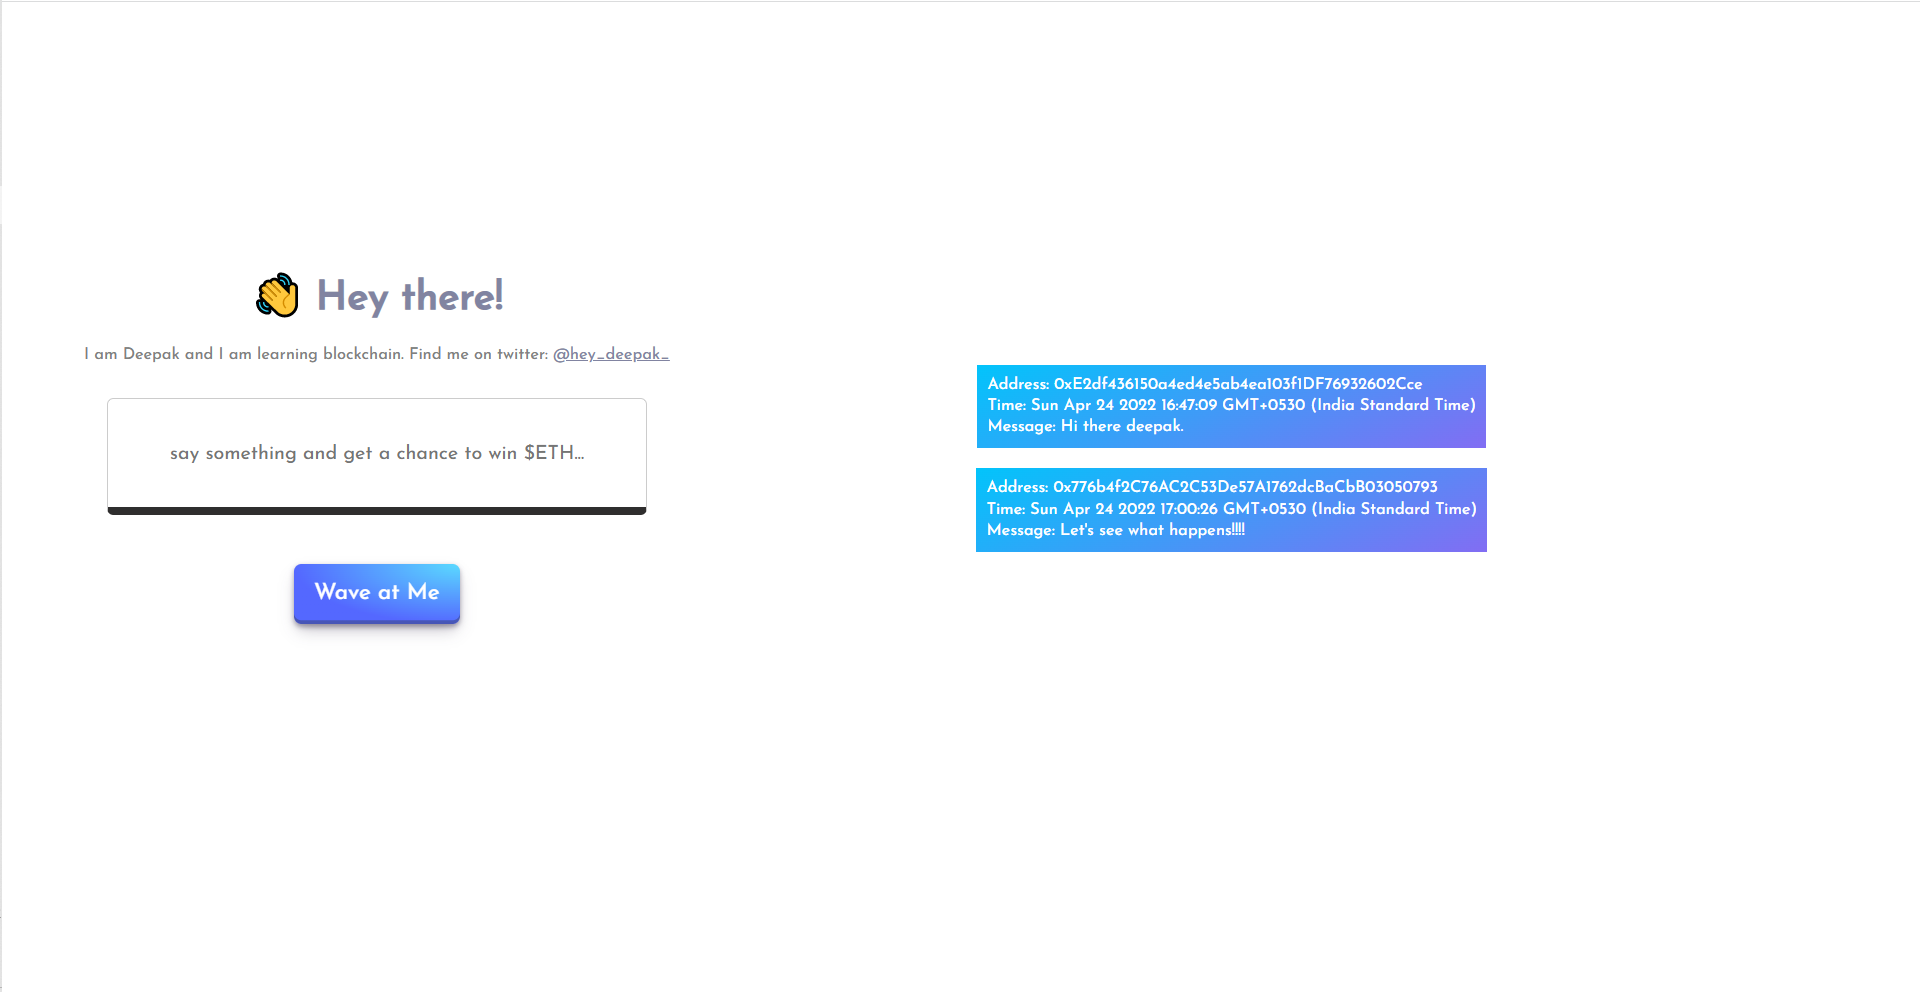 Hey there!
I am Deepak and I am learning blockchain. Find me on twitter: @hey_deepak_
say something and get a chance to win $ETH...
Wave at Me
Address: 0xE2df436150a4ed4e5ab4ea103f1DF76932602Cce
Time: Sun Apr 24 2022 16:47:09 GMT+0530 (India Standard Time)
Message: Hi there deepak.
Address: 0x776b4f2C76AC2C53De57A1762dcBaCbB03050793
Time: Sun Apr 24 2022 17:00:26 GMT+0530 (India Standard Time)
Message: Let's see what happens!!!!